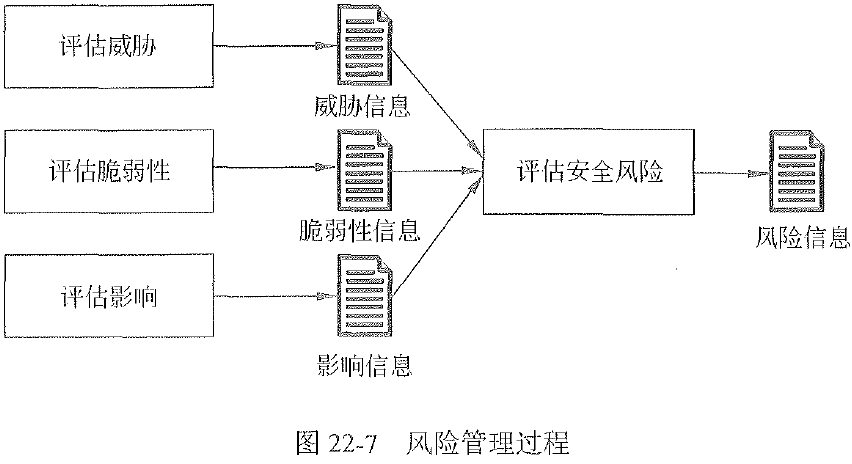 评估威胁
威胁信息
评估脆弱性
脆弱性信息
评估影响
影响信息
评估安全风险
风险信息
图 22-7 风险管理过程